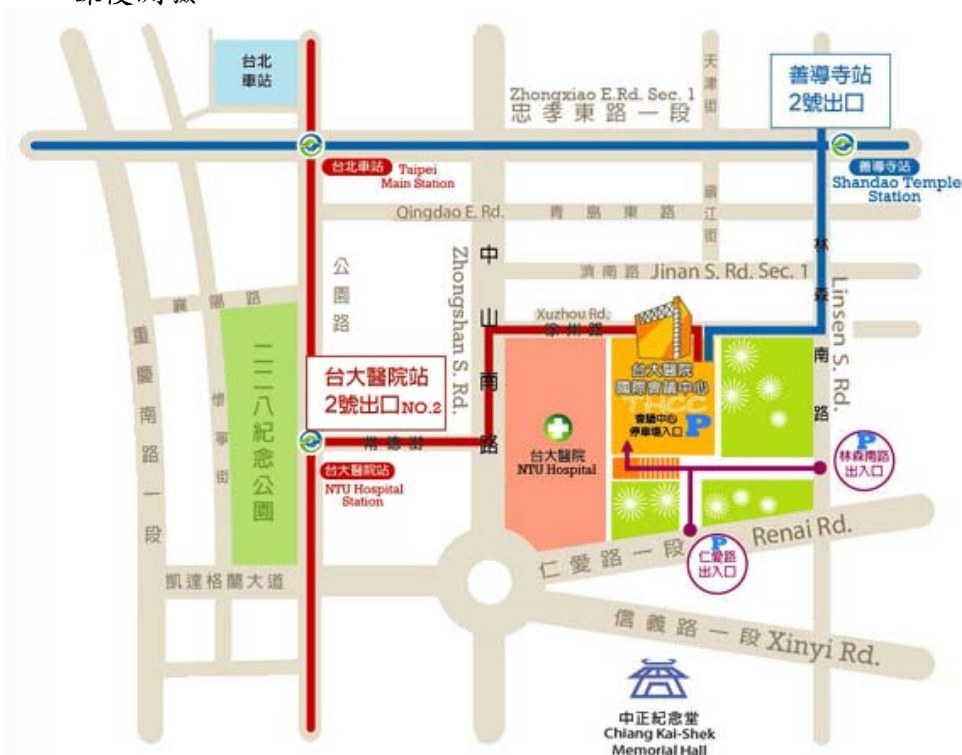 台北
車站
Zhongxiao E.Rd. Sec. 1
忠孝東路一段
天津街
善導寺站
2號出口
台北車站
Taipei
Main Station
善導寺站
Shandao Temple
Station
Qingdao E. Rd.
青島東路
鎮江街
林森南路
Linsen S. Rd.
公園路
Zhongshan S. Rd.
中山南路
濟南路 Jinan S. Rd. Sec. 1
襄陽路
Xuzhou Rd.
徐州路
重慶南路一段
懷寧街
二二八紀念公園
台大醫院站
2號出口NO.2
常德街
台大醫院站
NTU Hospital
Station
台大醫院
NTU Hospital
台大醫院
國際會議中心
THCC
會議中心
停車場入口 P
P
林森南路
出入口
P
仁愛路
出入口
仁愛路一段 Renai Rd.
凱達格蘭大道
信義路一段 Xinyi Rd.
中正紀念堂
Chiang Kai-Shek
Memorial Hall